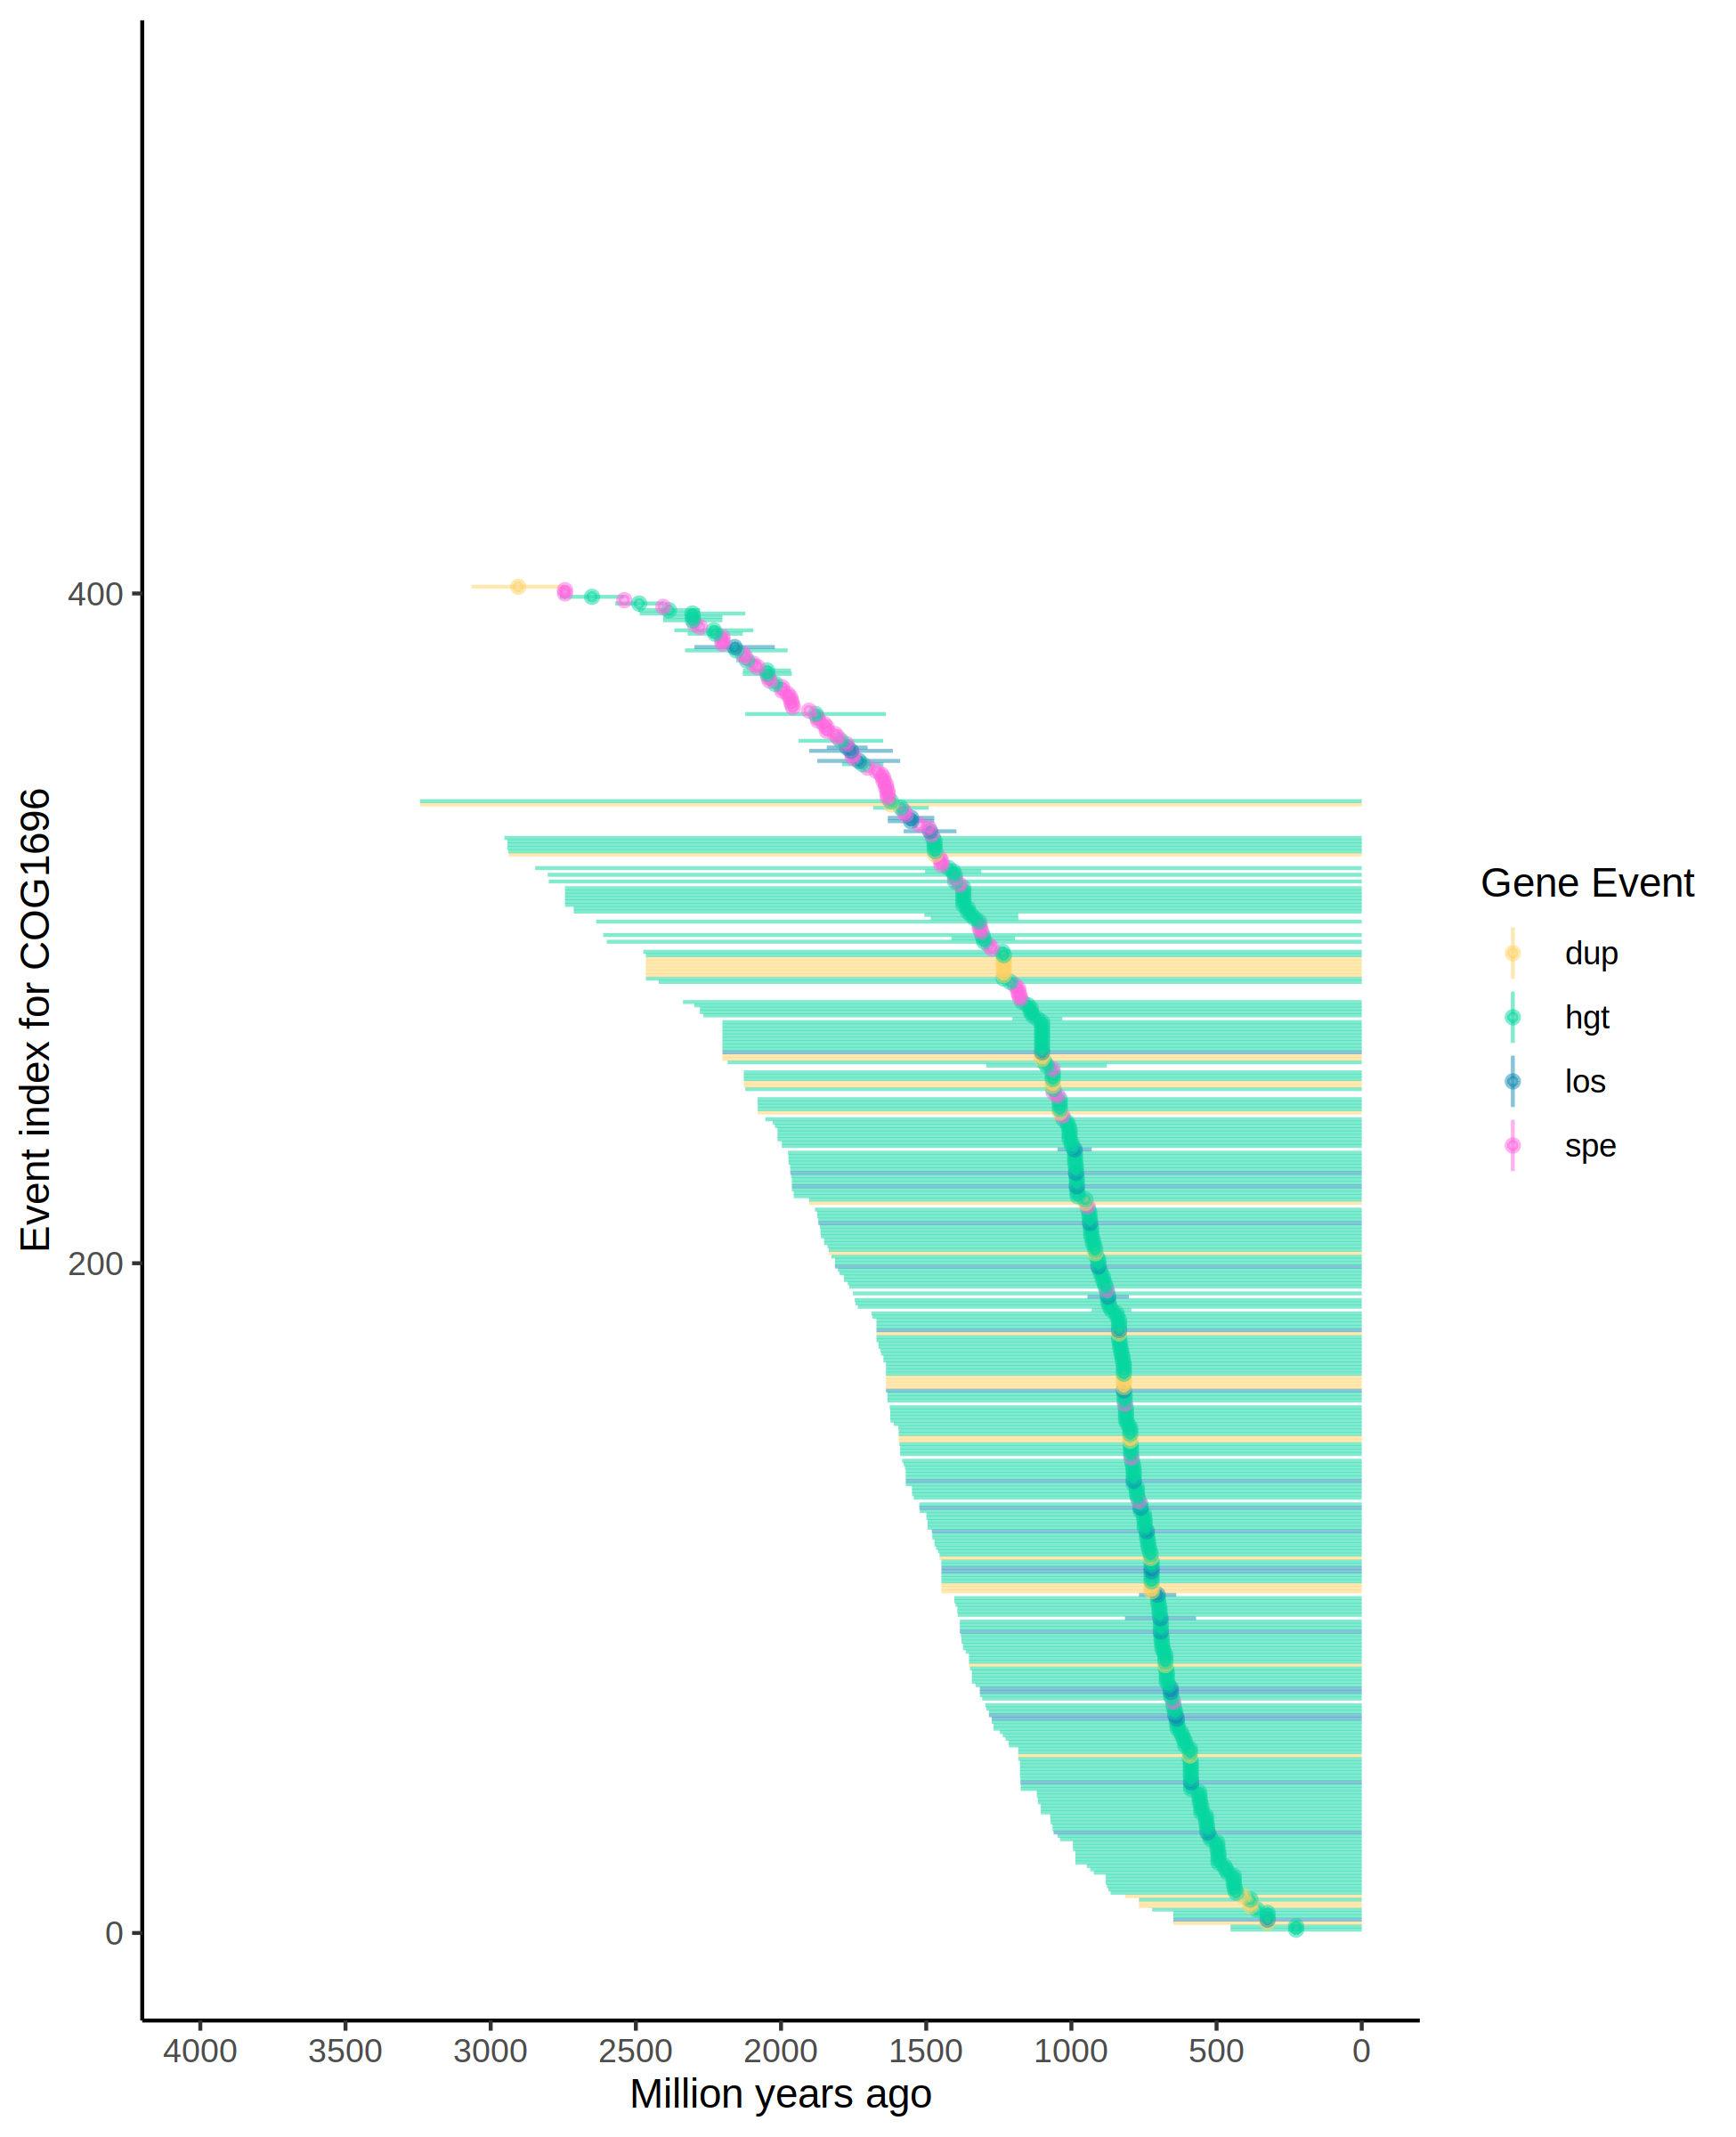 Event index for COG1696
400
200
0
4000 3500 3000 2500 2000 1500 1000 500 0
Million years ago
Gene Event
dup
hgt
los
spe